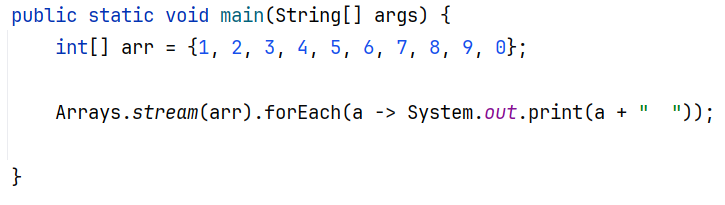 public static void main(String[] args) {
    int[] arr = {1, 2, 3, 4, 5, 6, 7, 8, 9, 0};
    Arrays.stream(arr).forEach(a -> System.out.print(a + "  "));
}